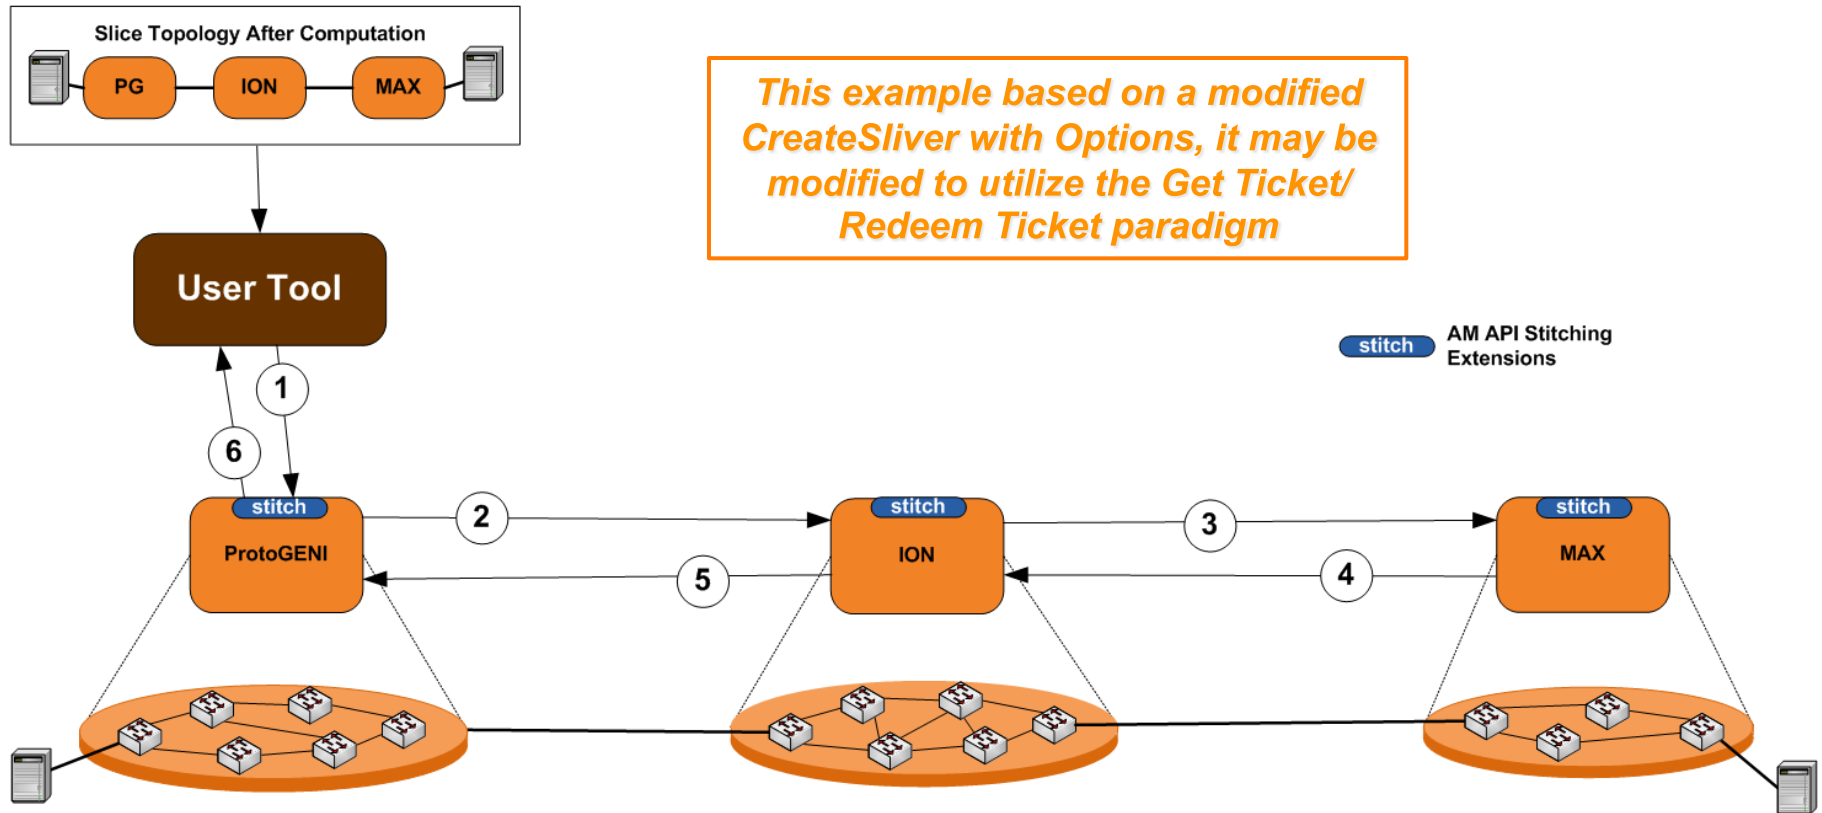 Slice Topology After Computation
PG
ION
MAX
This example based on a modified
CreateSliver with Options, it may be
modified to utilize the Get Ticket/
Redeem Ticket paradigm
User Tool
stitch
AM API Stitching
Extensions
1
6
stitch
ProtoGENI
2
stitch
ION
3
stitch
MAX
5
4